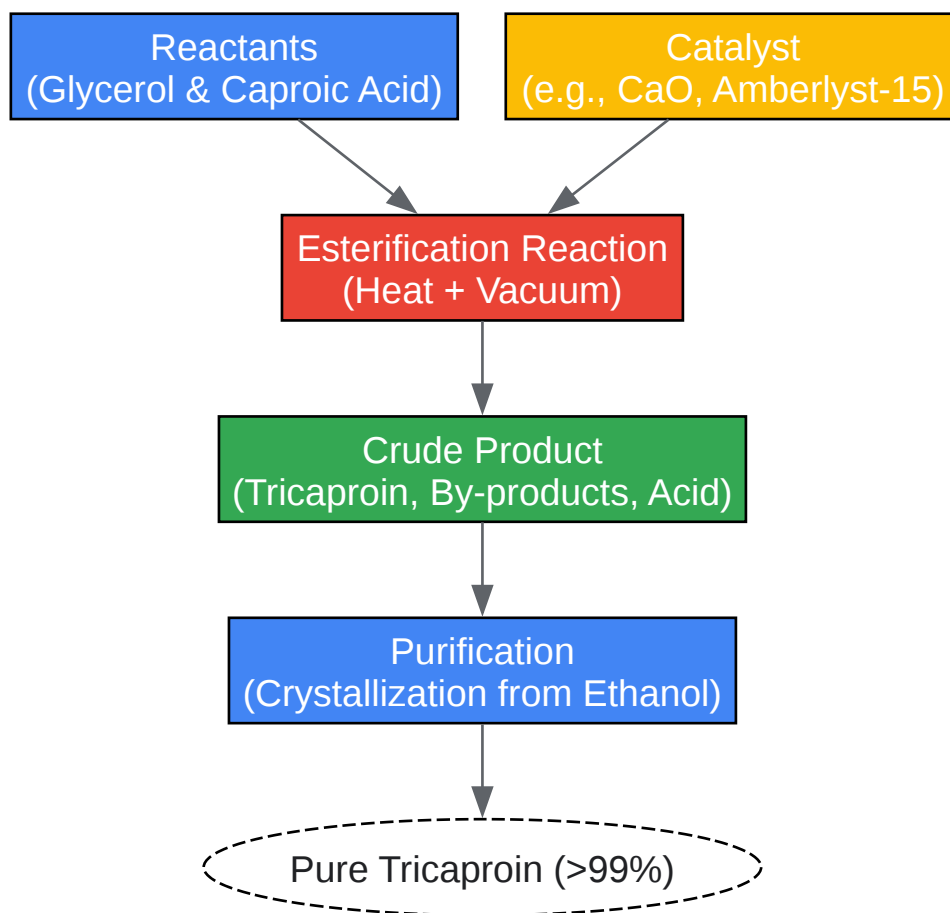 Reactants
(Glycerol & Caproic Acid)
Catalyst
(e.g., CaO, Amberlyst-15)
Esterification Reaction
(Heat + Vacuum)
Crude Product
(Tricaproin, By-products, Acid)
Purification
(Crystallization from Ethanol)
Pure Tricaproin (>99%)